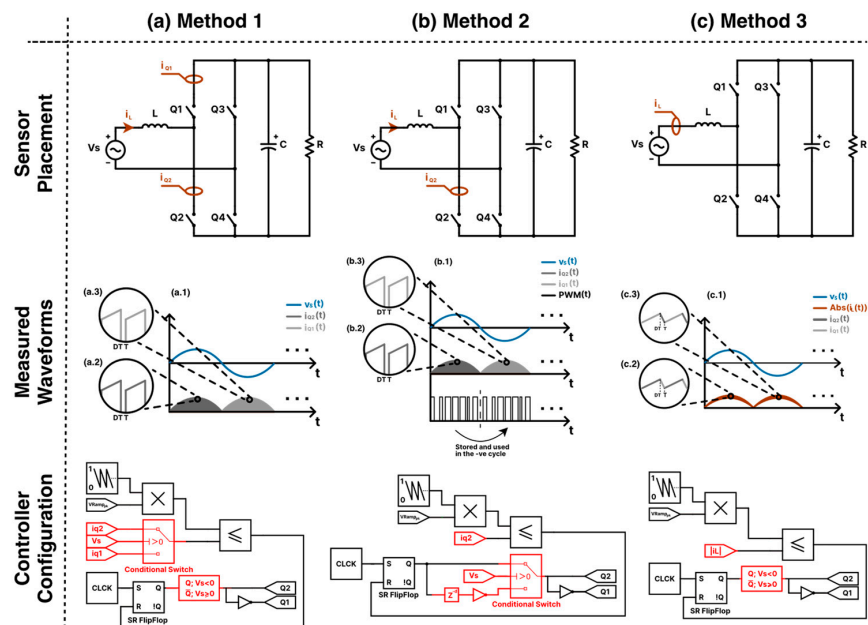 (a) Method 1
(b) Method 2
(c) Method 3
Sensor
Placement
iQ1
iL
L
Q1
Q3
Vs
C
R
iQ2
Q2
Q4
iL
L
Q1
Q3
Vs
C
R
iQ2
Q2
Q4
iL
L
Q1
Q3
Vs
C
R
Q2
Q4
Measured
Waveforms
(a.3)
(a.1)
vs(t)
iQ2(t)
iQ1(t)
DT T
(a.2)
DT T
t
t
(b.3)
(b.1)
vs(t)
iQ2(t)
iQ1(t)
PWM(t)
DT T
(b.2)
DT T
t
t
t
Stored and used
in the -ve cycle
(c.3)
(c.1)
vs(t)
Abs(iL(t))
iQ2(t)
iQ1(t)
DT T
(c.2)
DT T
t
t
Controller
Configuration
1
0
VRamppk
×
iq2
Vs
iq1
>0
≤
Conditional Switch
CLCK
S Q
R !Q
SR FlipFlop
Q; Vs<0
Q̅; Vs≥0
Q2
Q1
1
0
VRamppk
×
iq2
≤
CLCK
S Q
R !Q
SR FlipFlop
Vs
>0
Conditional Switch
Q2
Q1
1
0
VRamppk
×
|iL|
≤
CLCK
S Q
R !Q
SR FlipFlop
Q; Vs<0
Q̅; Vs≥0
Q2
Q1